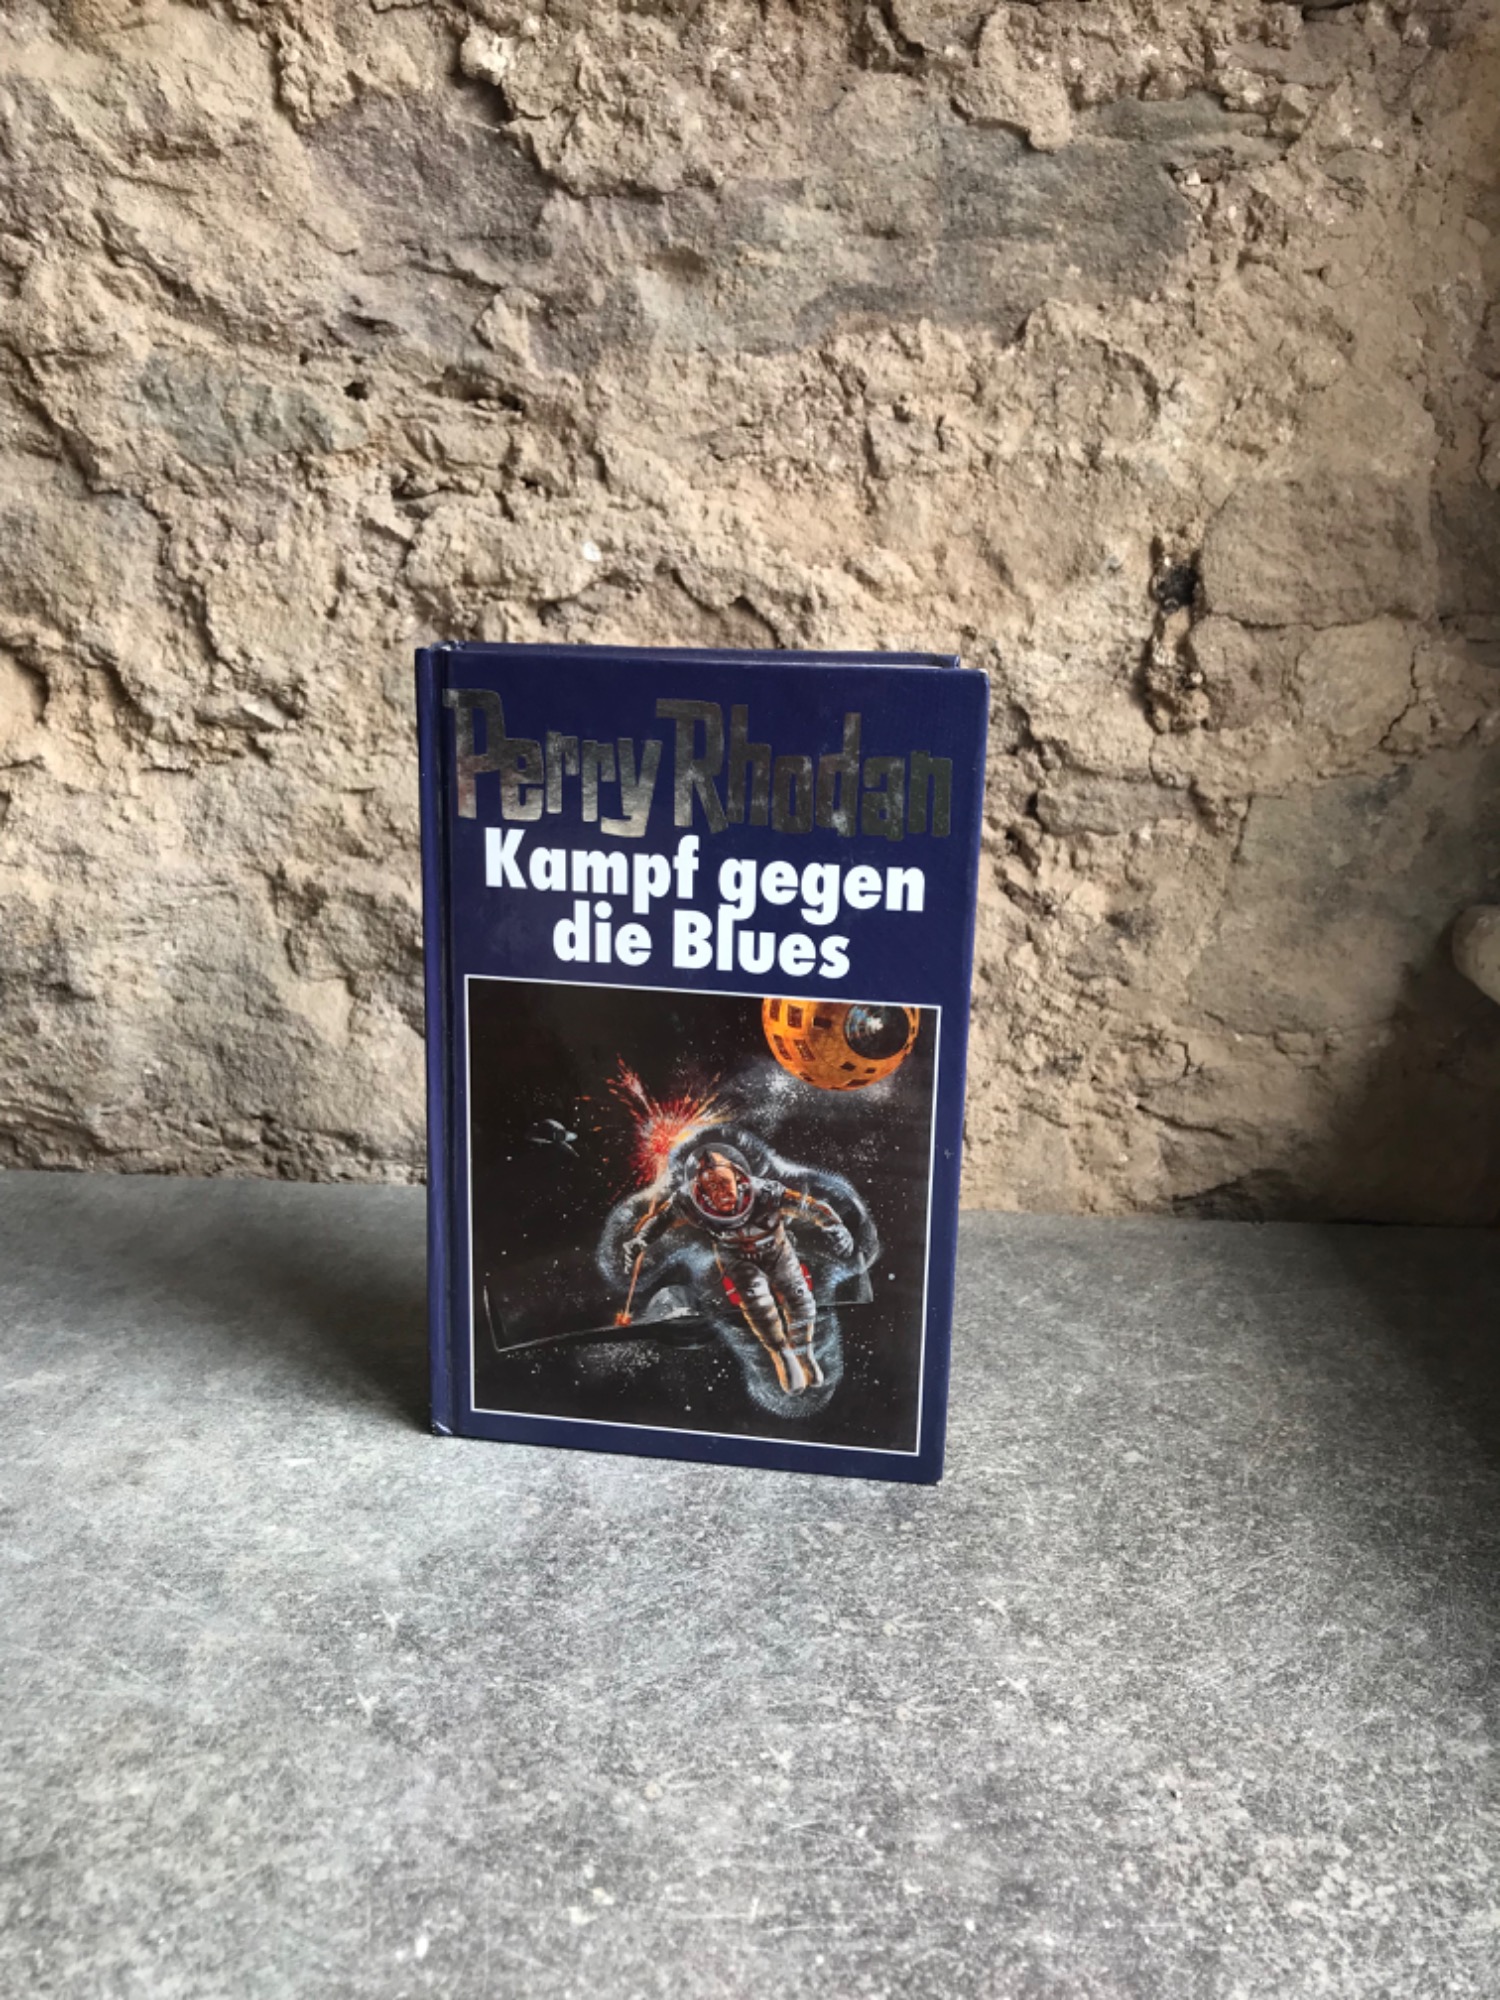 Perry Rhodan
Kampf gegen
die Blues